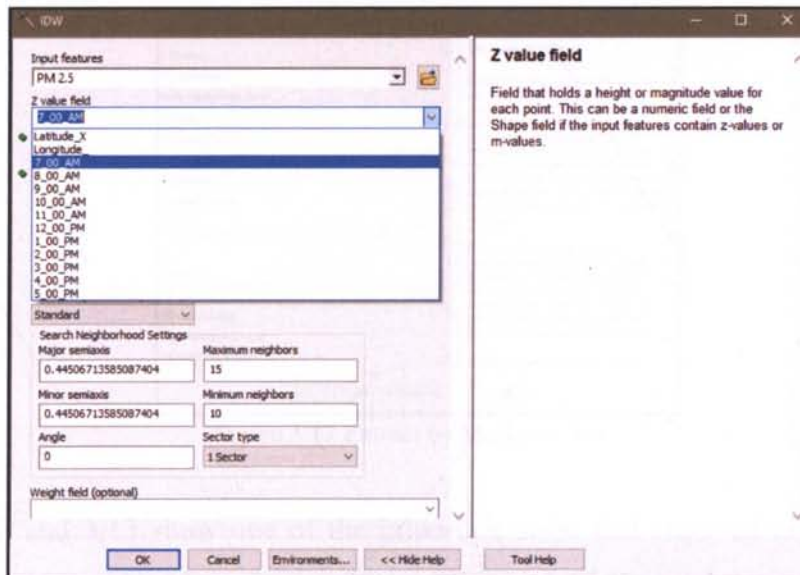 IDW
Input features
PM 2.5
Z value field
7_00_AM
Latitude_X
Longitude_
7_00_AM
8_00_AM
9_00_AM
10_00_AM
11_00_AM
12_00_PM
1_00_PM
2_00_PM
3_00_PM
4_00_PM
5_00_PM
Standard
Search Neighborhood Settings
Major semiaxis
Maximum neighbors
0.44506713585087404
15
Minor semiaxis
Minimum neighbors
0.44506713585087404
10
Angle
Sector type
0
1 Sector
Weight field (optional)
OK
Cancel
Environments...
<< Hide Help
Tool Help
Z value field
Field that holds a height or magnitude value for
each point. This can be a numeric field or the
Shape field if the input features contain z-values or
m-values.